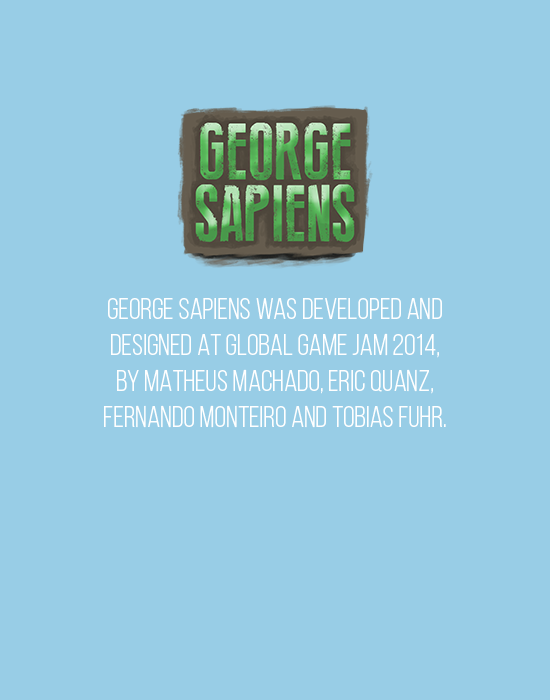 GEORGE
SAPIENS
GEORGE SAPIENS WAS DEVELOPED AND
DESIGNED AT GLOBAL GAME JAM 2014,
BY MATHEUS MACHADO, ERIC QUANZ,
FERNANDO MONTEIRO AND TOBIAS FUHR.